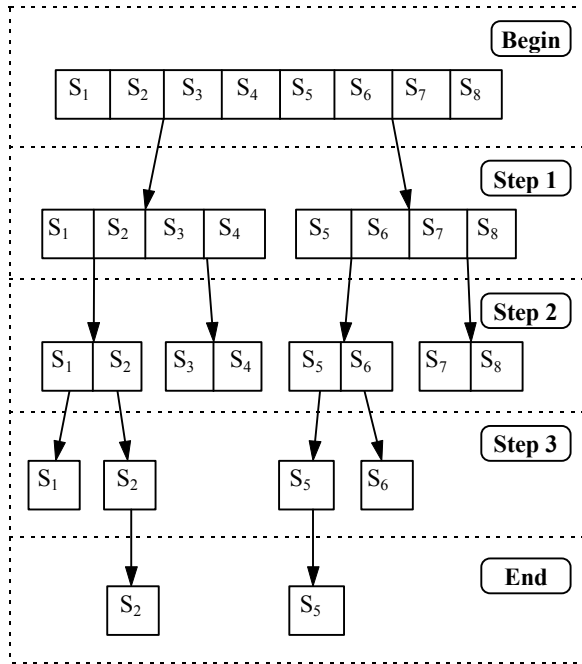 Begin
S1 S2 S3 S4 S5 S6 S7 S8
Step 1
S1 S2 S3 S4 S5 S6 S7 S8
Step 2
S1 S2 S3 S4 S5 S6 S7 S8
Step 3
S1 S2 S5 S6
End
S2 S5